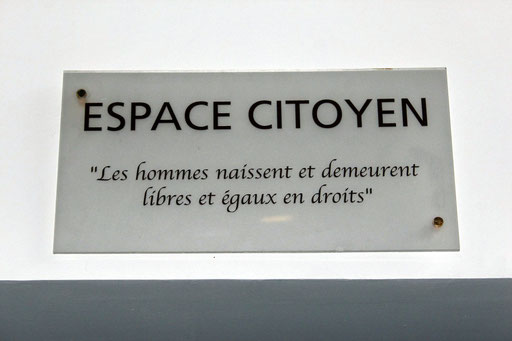 ESPACE CITOYEN
"Les hommes naissent et demeurent
libres et égaux en droits"